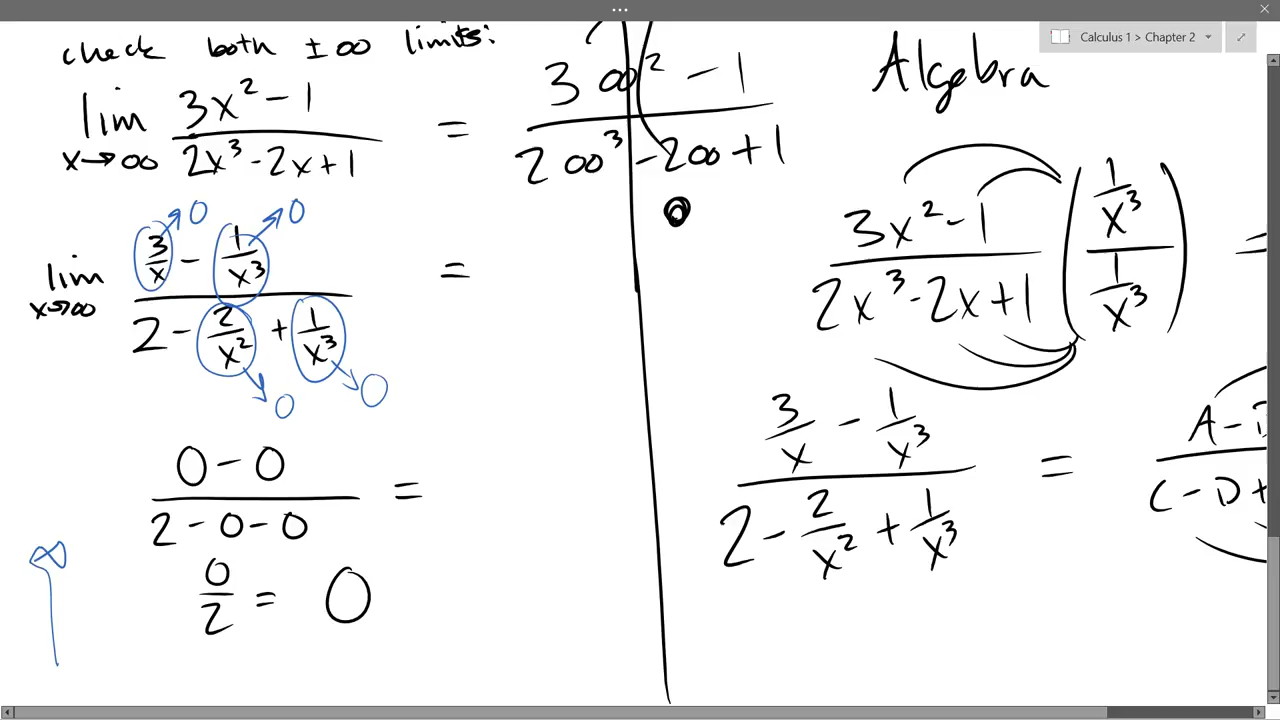 Calculus 1 > Chapter 2
check both ±∞ limits:
lim x→∞ (3x² - 1)/(2x³ - 2x + 1) = (3∞² - 1)/(2∞³ - 2∞ + 1)
lim x→∞ (3/x - 1/x³)/(2 - 2/x² + 1/x³) =
0 0
0 0
(0 - 0)/(2 - 0 - 0) =
0/2 = 0
∞
0
Algebra
(3x² - 1)/(2x³ - 2x + 1) ((1/x³)/(1/x³)) =
(3/x - 1/x³)/(2 - 2/x² + 1/x³) =
A -
C - D +